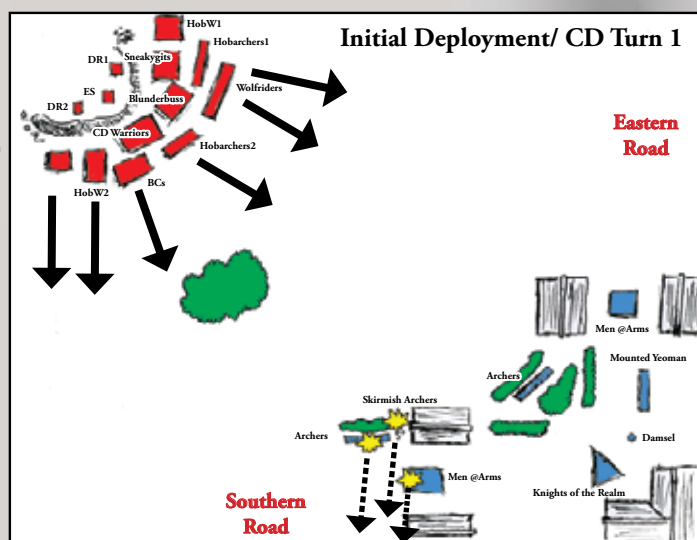 Initial Deployment/ CD Turn 1
HobW1
Hobarchers1
DR1
Sneakygits
ES
Wolfriders
DR2
Blunderbuss
CD Warriors
Hobarchers2
HobW2
BCs
Eastern
Road
Men @Arms
Mounted Yeoman
Archers
Skirmish Archers
Archers
Damsel
Men @Arms
Knights of the Realm
Southern
Road